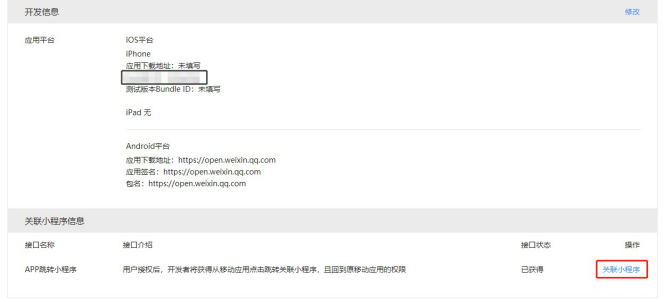 开发信息
修改
应用平台
iOS平台
iPhone
应用下载地址：未填写
测试版本Bundle ID：未填写
iPad 无
Android平台
应用下载地址：https://open.weixin.qq.com
应用签名：https://open.weixin.qq.com
包名：https://open.weixin.qq.com
关联小程序信息
接口名称 接口介绍 接口状态 操作
APP跳转小程序 用户授权后，开发者将获得从移动应用点击跳转关联小程序，且回到原移动应用的权限 已获得 关联小程序